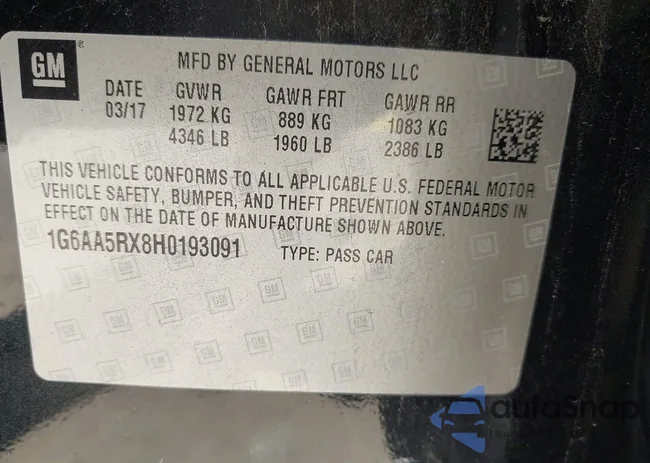 GM
MFD BY GENERAL MOTORS LLC
DATE GVWR GAWR FRT GAWR RR
03/17 1972 KG 889 KG 1083 KG
4346 LB 1960 LB 2386 LB
THIS VEHICLE CONFORMS TO ALL APPLICABLE U.S. FEDERAL MOTOR
VEHICLE SAFETY, BUMPER, AND THEFT PREVENTION STANDARDS IN
EFFECT ON THE DATE OF MANUFACTURE SHOWN ABOVE.
1G6AA5RX8H0193091 TYPE: PASS CAR
autoSnap